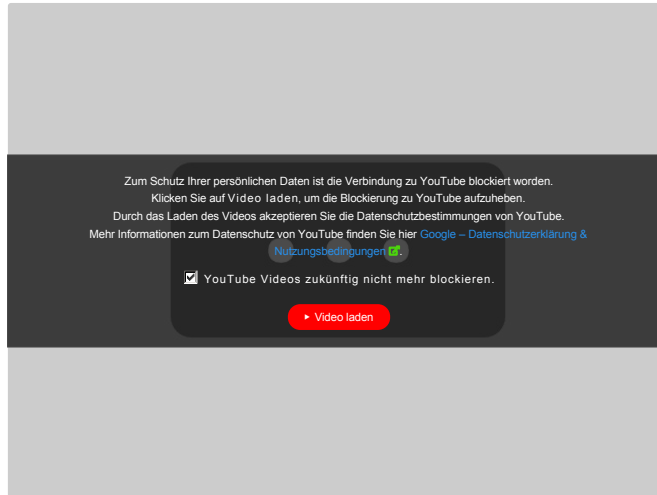 Zum Schutz Ihrer persönlichen Daten ist die Verbindung zu YouTube blockiert worden.
Klicken Sie auf Video laden, um die Blockierung zu YouTube aufzuheben.
Durch das Laden des Videos akzeptieren Sie die Datenschutzbestimmungen von YouTube.
Mehr Informationen zum Datenschutz von YouTube finden Sie hier Google – Datenschutzerklärung &
Nutzungsbedingungen.
YouTube Videos zukünftig nicht mehr blockieren.
Video laden